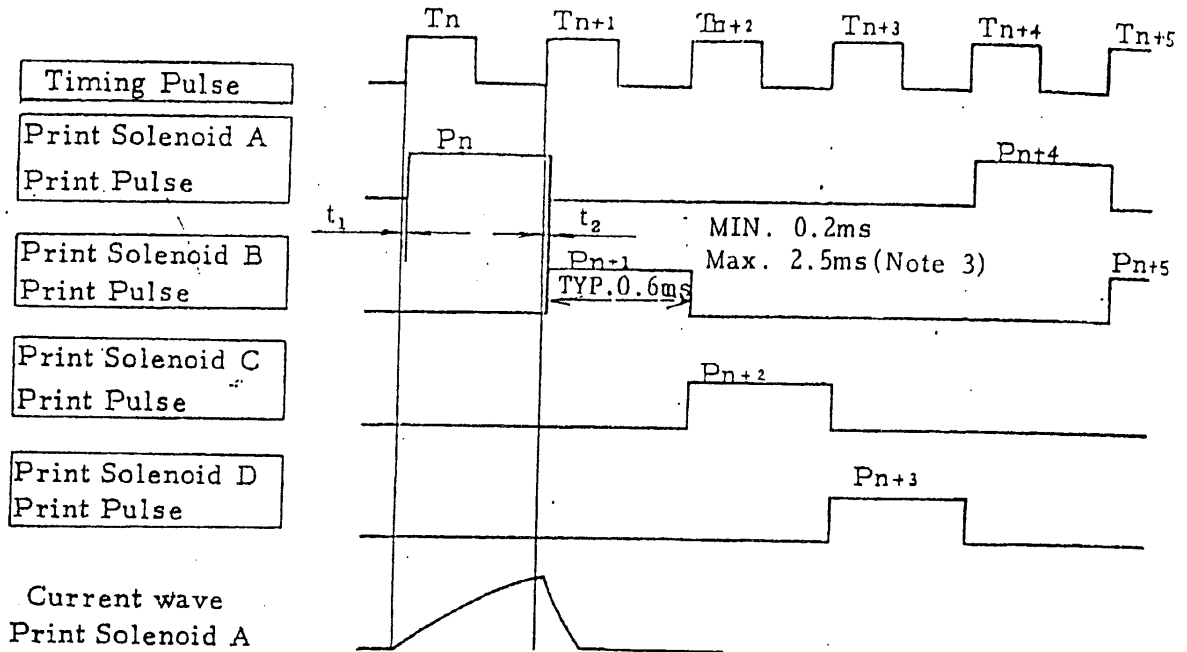 Tn Tn+1 Tn+2 Tn+3 Tn+4 Tn+5
Timing Pulse
Print Solenoid A
Print Pulse
Pn
Pn+4
t1
t2
MIN. 0.2ms
Max. 2.5ms (Note 3)
Print Solenoid B
Print Pulse
Pn+1
TYP.0.6ms
Pn+5
Print Solenoid C
Print Pulse
Pn+2
Print Solenoid D
Print Pulse
Pn+3
Current wave
Print Solenoid A